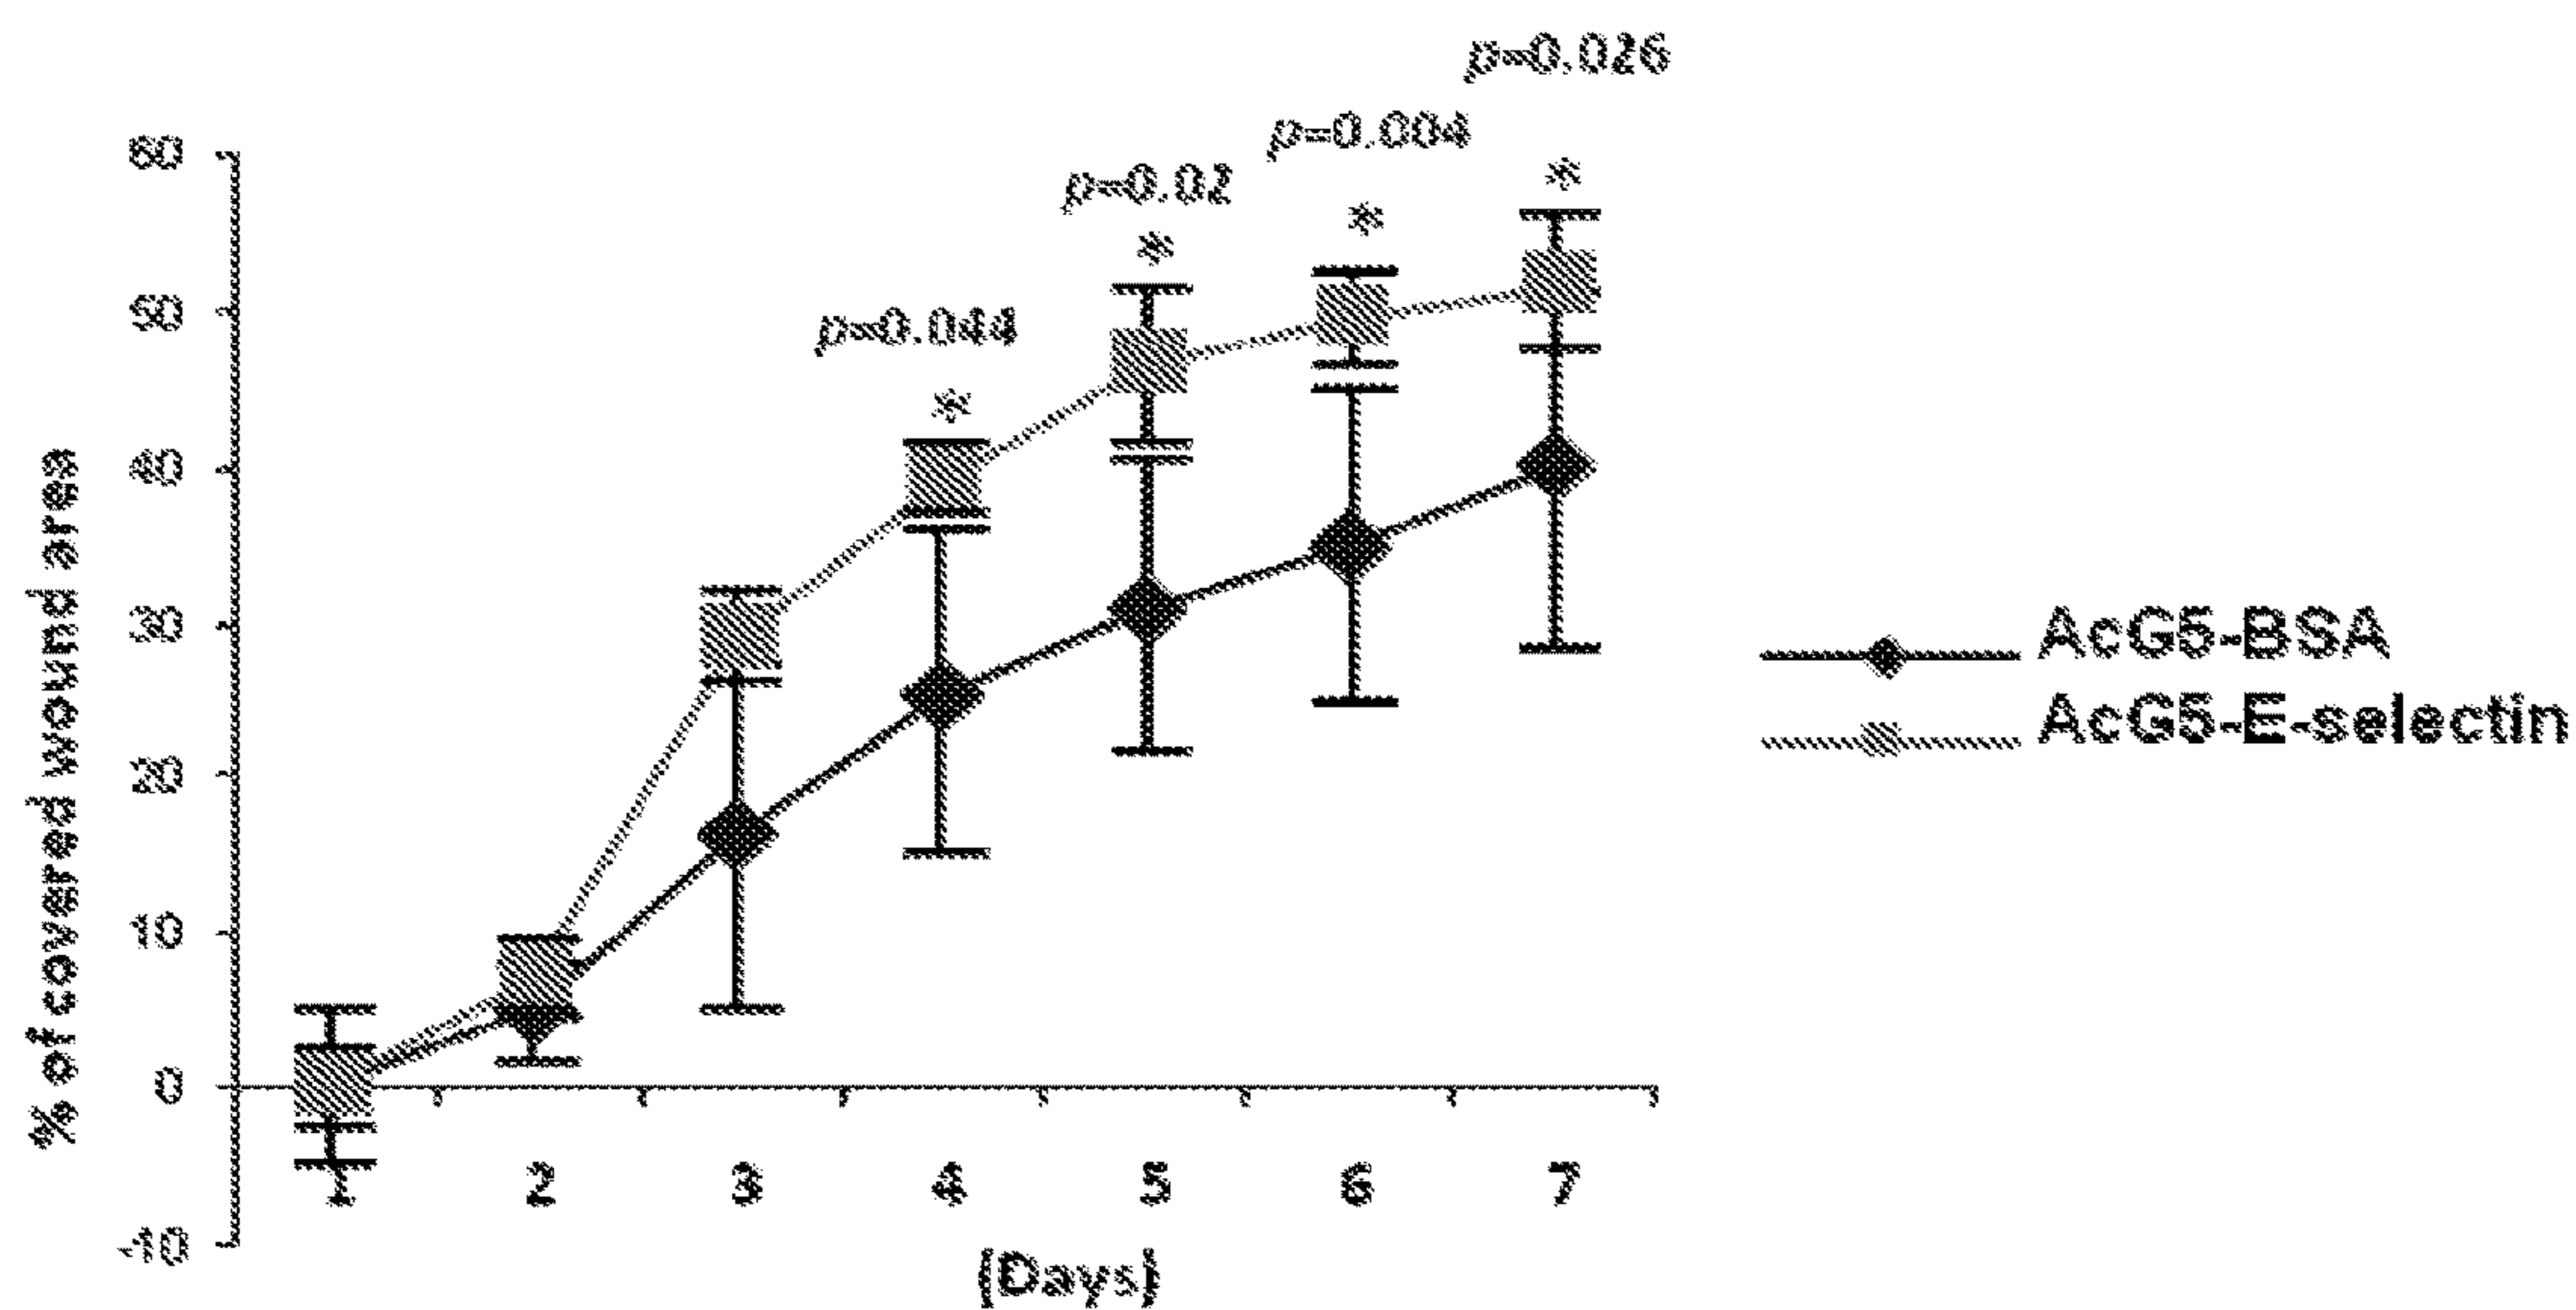 p=0.026
p=0.004
p=0.02
p=0.044
*
*
*
*
60
50
40
30
20
10
0
-10
% of covered wound area
1 2 3 4 5 6 7
(Days)
AcG5-BSA
AcG5-E-selectin